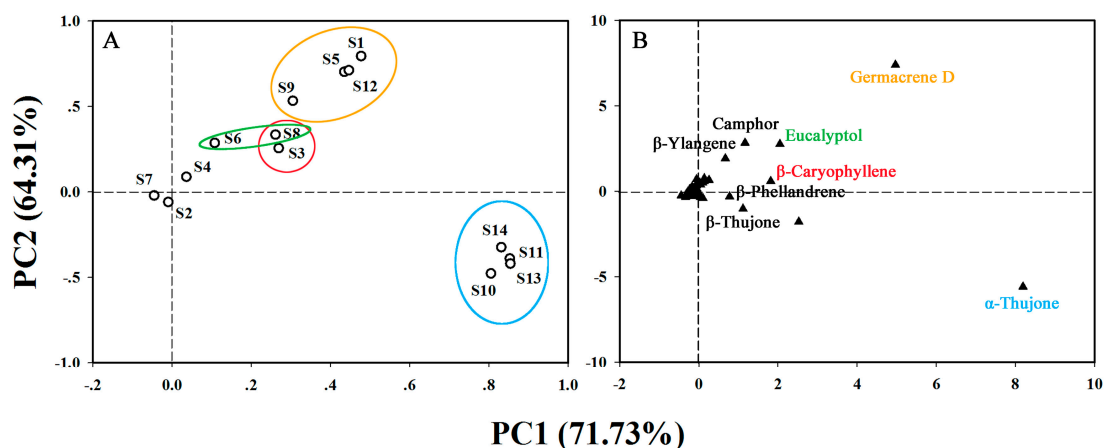 A
S1
S5
S12
S9
S8
S6
S3
S4
S7
S2
S14
S11
S13
S10
1.0
.5
0.0
-.5
-1.0
-.2
0.0
.2
.4
.6
.8
1.0
PC2 (64.31%)
B
Germacrene D
Camphor
Eucalyptol
β-Ylangene
β-Caryophyllene
β-Phellandrene
β-Thujone
α-Thujone
10
5
0
-5
-10
-2
0
2
4
6
8
10
PC1 (71.73%)